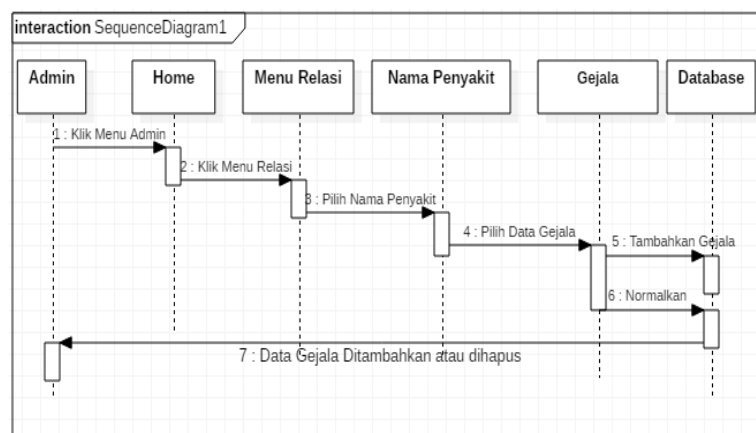 interaction SequenceDiagram1
Admin
Home
Menu Relasi
Nama Penyakit
Gejala
Database
1 : Klik Menu Admin
2 : Klik Menu Relasi
3 : Pilih Nama Penyakit
4 : Pilih Data Gejala
5 : Tambahkan Gejala
6 : Normalkan
7 : Data Gejala Ditambahkan atau dihapus